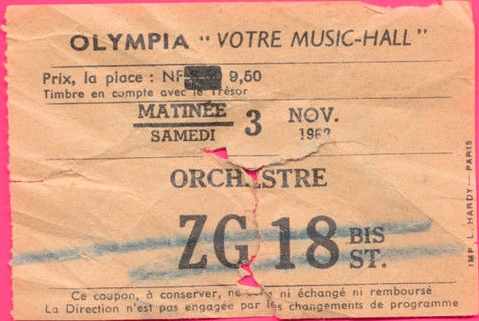 OLYMPIA "VOTRE MUSIC-HALL"
Prix, la place : NF 9,50
Timbre en compte avec le Trésor
MATINÉE
SAMEDI
3 NOV.
1962
ORCHESTRE
ZG 18 BIS
ST.
Ce coupon, à conserver, ne sera ni échangé ni remboursé
La Direction n'est pas engagée par les changements de programme
IMP. L. HARDY - PARIS